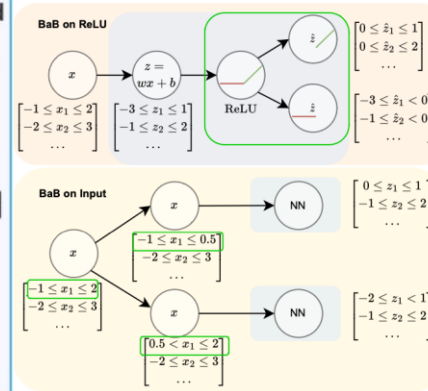 BaB on ReLU
x
z =
wx + b
ReLU
ẑ
ẑ
−1 ≤ x₁ ≤ 2
−2 ≤ x₂ ≤ 3
...
−3 ≤ z₁ ≤ 1
−1 ≤ z₂ ≤ 2
...
0 ≤ ẑ₁ ≤ 1
0 ≤ ẑ₂ ≤ 2
...
−3 ≤ ẑ₁ < 0
−1 ≤ ẑ₂ < 0
...
BaB on Input
x
x
NN
−1 ≤ x₁ ≤ 0.5
−2 ≤ x₂ ≤ 3
...
0 ≤ z₁ ≤ 1
−1 ≤ z₂ ≤ 2
...
−1 ≤ x₁ ≤ 2
−2 ≤ x₂ ≤ 3
...
x
NN
0.5 < x₁ ≤ 2
−2 ≤ x₂ ≤ 3
...
−2 ≤ z₁ < 1
−1 ≤ z₂ ≤ 2
...